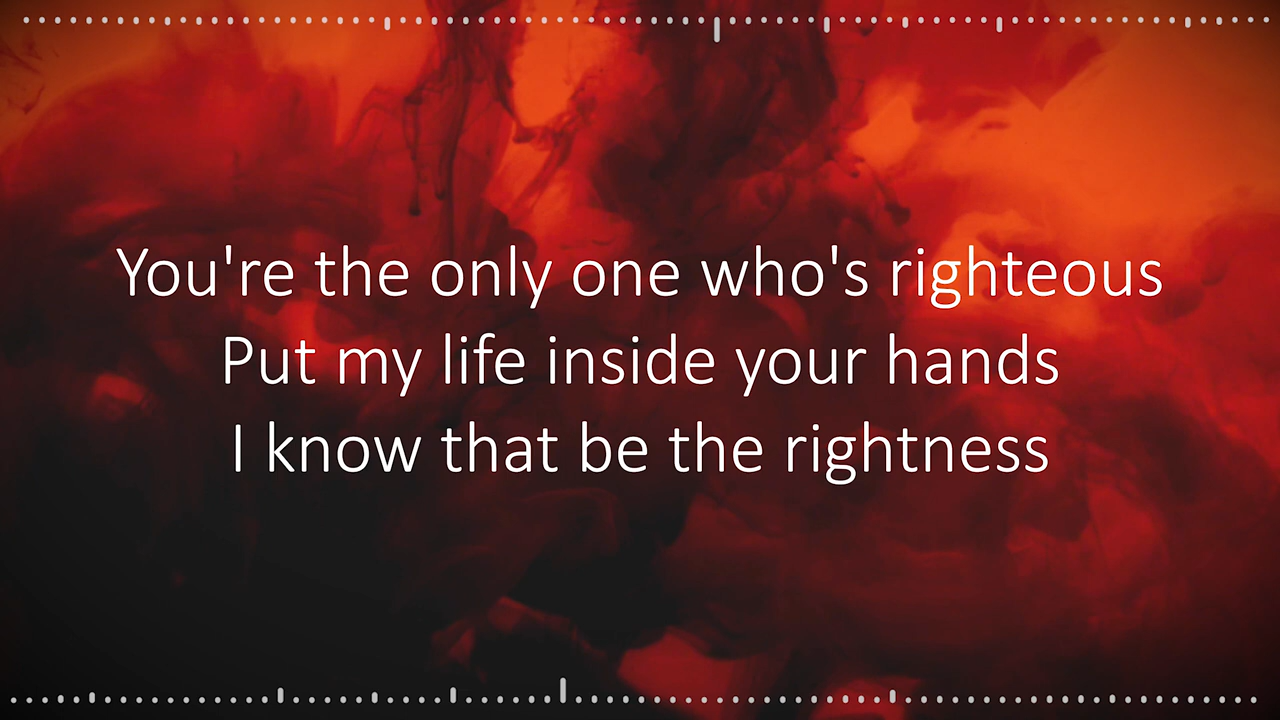 You're the only one who's righteous
Put my life inside your hands
I know that be the rightness